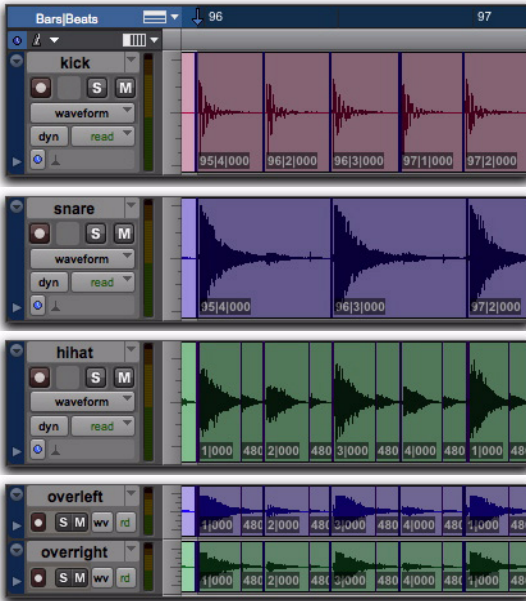 Bars|Beats 96 97
kick
S M
waveform
dyn read
95|4|000 96|2|000 96|3|000 97|1|000 97|2|000
snare
S M
waveform
dyn read
95|4|000 96|3|000 97|2|000
hihat
S M
waveform
dyn read
1|000 480 2|000 480 3|000 480 4|000 480 1|000 48
overleft
S M wv rd
1|000 480 2|000 480 3|000 480 4|000 480 1|000 48
overright
S M wv rd
1|000 480 2|000 480 3|000 480 4|000 480 1|000 48